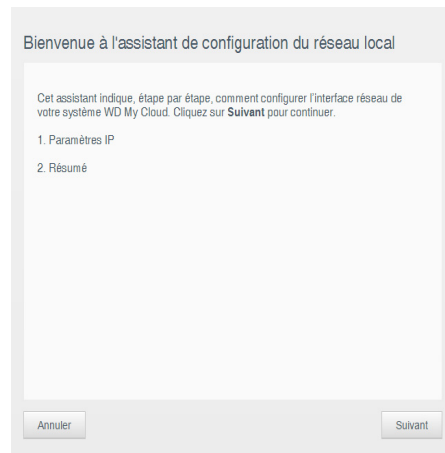 Bienvenue à l'assistant de configuration du réseau local
Cet assistant indique, étape par étape, comment configurer l'interface réseau de
votre système WD My Cloud. Cliquez sur Suivant pour continuer.
1. Paramètres IP
2. Résumé
Annuler
Suivant